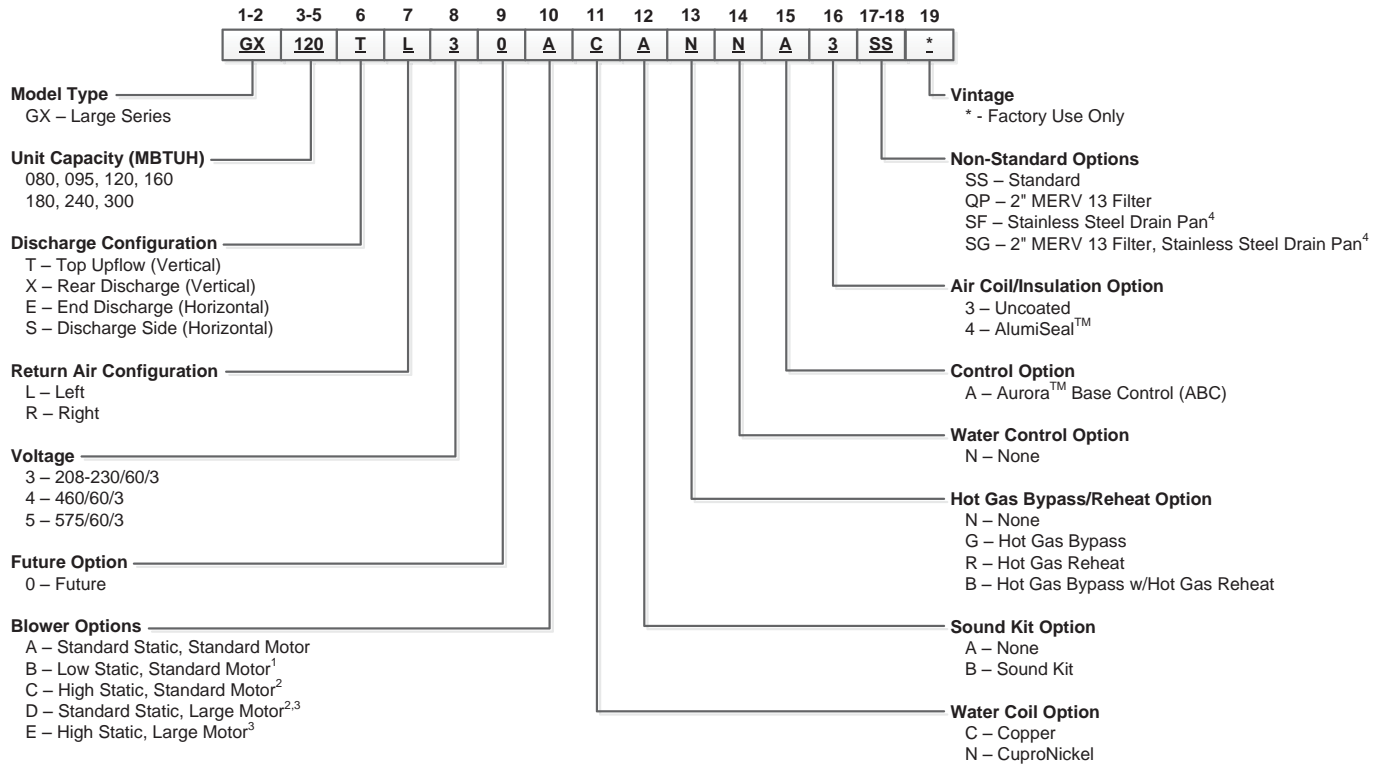 1-2 3-5 6 7 8 9 10 11 12 13 14 15 16 17-18 19
GX 120 T L 3 0 A C A N N A 3 SS *
Model Type
GX – Large Series
Unit Capacity (MBTUH)
080, 095, 120, 160
180, 240, 300
Discharge Configuration
T – Top Upflow (Vertical)
X – Rear Discharge (Vertical)
E – End Discharge (Horizontal)
S – Discharge Side (Horizontal)
Return Air Configuration
L – Left
R – Right
Voltage
3 – 208-230/60/3
4 – 460/60/3
5 – 575/60/3
Future Option
0 – Future
Blower Options
A – Standard Static, Standard Motor
B – Low Static, Standard Motor1
C – High Static, Standard Motor2
D – Standard Static, Large Motor2,3
E – High Static, Large Motor3
Vintage
* - Factory Use Only
Non-Standard Options
SS – Standard
QP – 2" MERV 13 Filter
SF – Stainless Steel Drain Pan4
SG – 2" MERV 13 Filter, Stainless Steel Drain Pan4
Air Coil/Insulation Option
3 – Uncoated
4 – AlumiSeal™
Control Option
A – Aurora™ Base Control (ABC)
Water Control Option
N – None
Hot Gas Bypass/Reheat Option
N – None
G – Hot Gas Bypass
R – Hot Gas Reheat
B – Hot Gas Bypass w/Hot Gas Reheat
Sound Kit Option
A – None
B – Sound Kit
Water Coil Option
C – Copper
N – CuproNickel